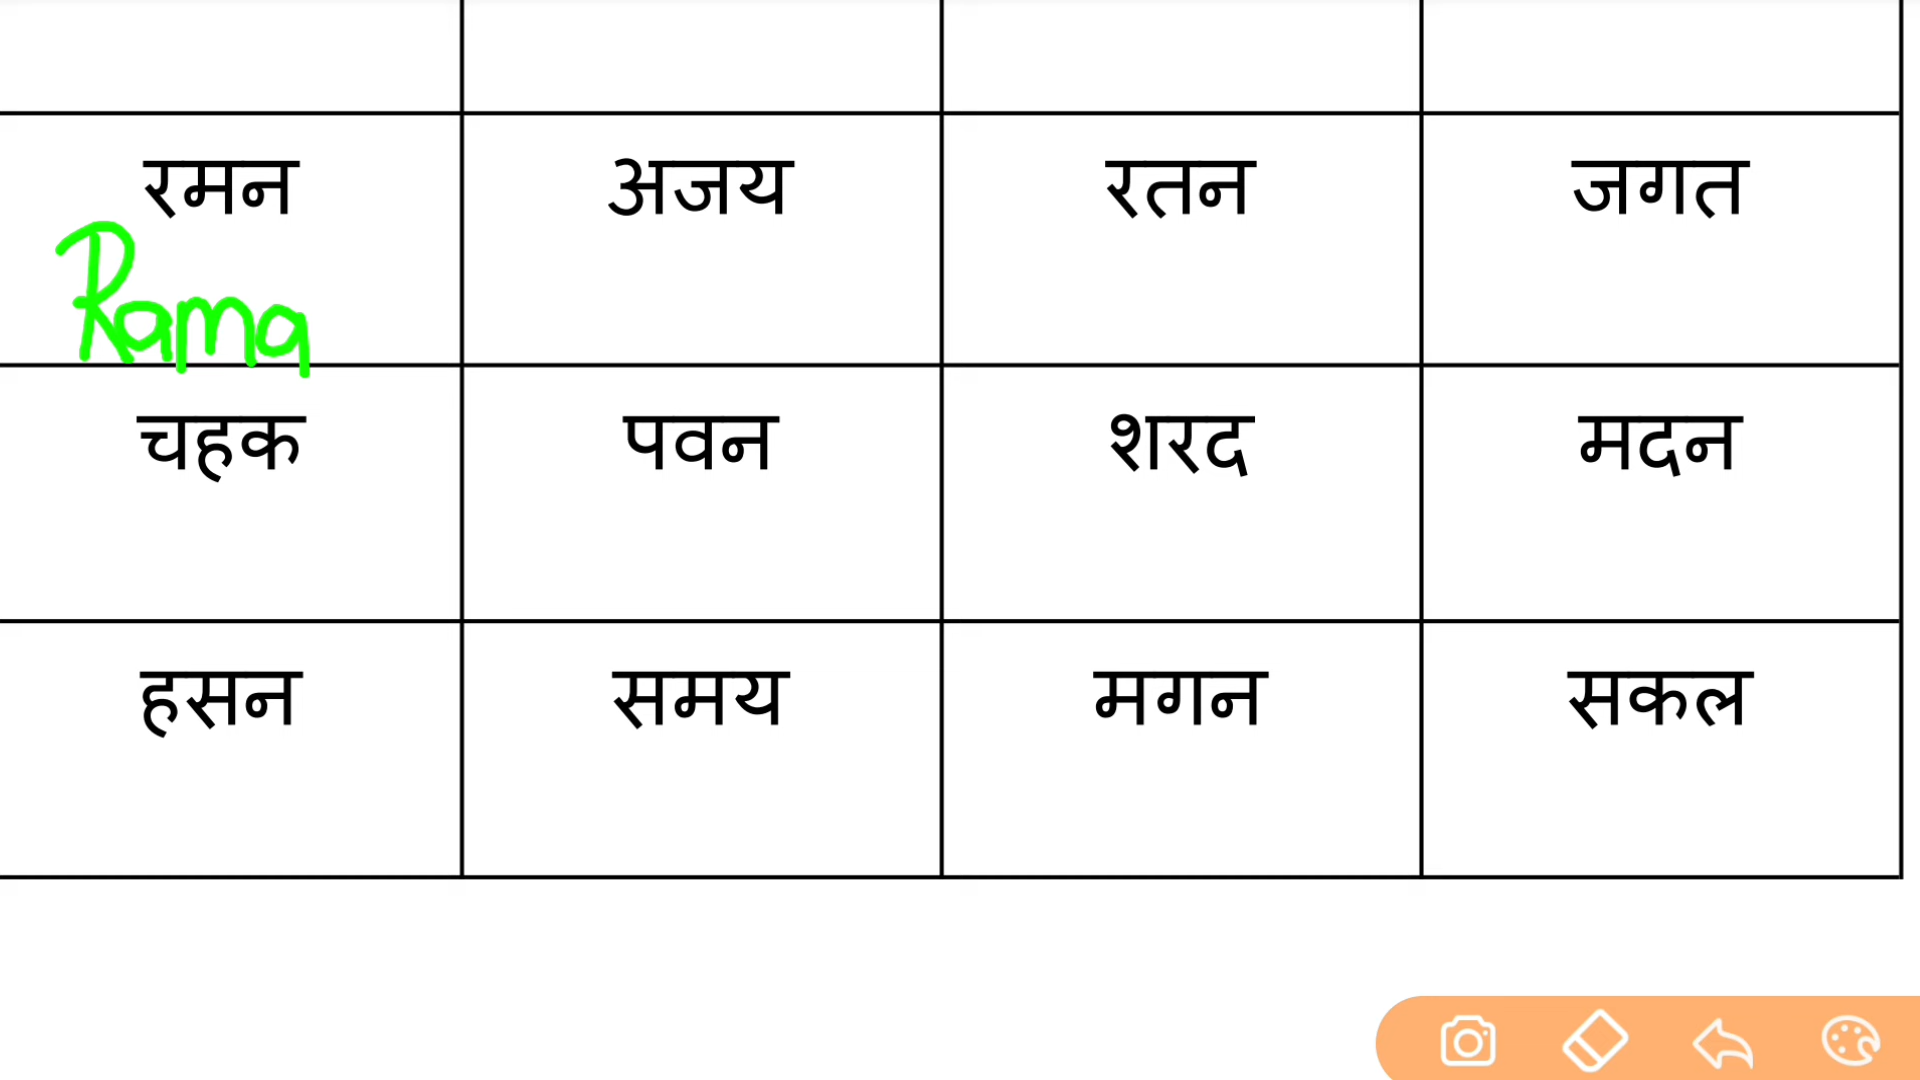 रमन अजय रतन जगत
Rama
चहक पवन शरद मदन
हसन समय मगन सकल